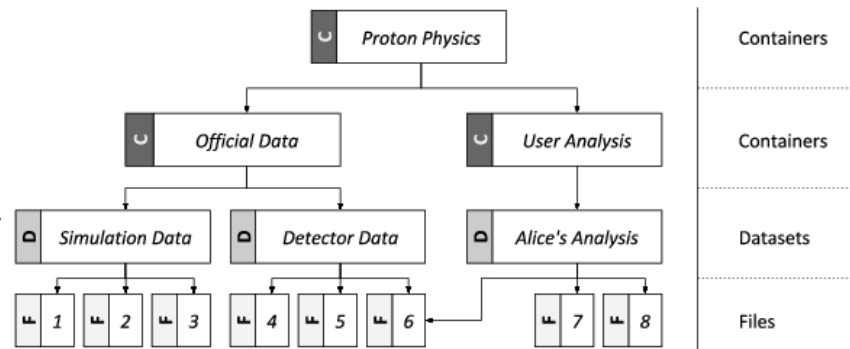 C Proton Physics Containers
C Official Data C User Analysis Containers
D Simulation Data D Detector Data D Alice's Analysis Datasets
F 1 F 2 F 3 F 4 F 5 F 6 F 7 F 8 Files